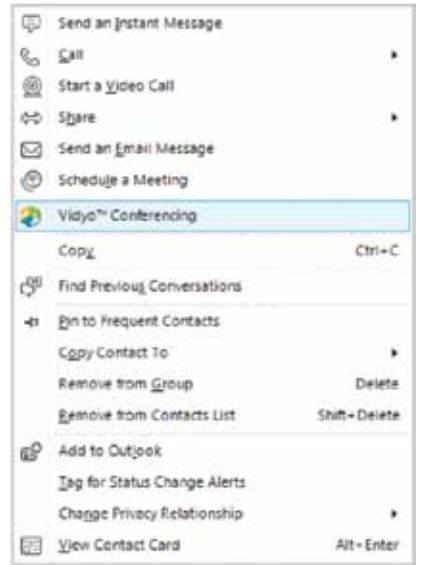 Send an Instant Message
Call
Start a Video Call
Share
Send an Email Message
Schedule a Meeting
Vidyo™ Conferencing
Copy Ctrl+C
Find Previous Conversations
Pin to Frequent Contacts
Copy Contact To
Remove from Group Delete
Remove from Contacts List Shift+Delete
Add to Outlook
Tag for Status Change Alerts
Change Privacy Relationship
View Contact Card Alt+Enter